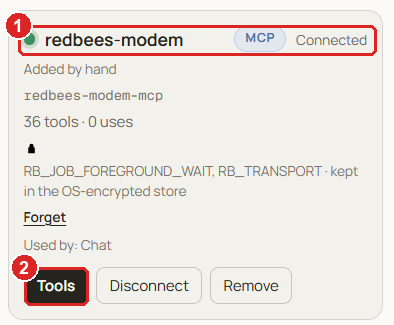 1
redbees-modem MCP Connected
Added by hand
redbees-modem-mcp
36 tools · 0 uses
RB_JOB_FOREGROUND_WAIT, RB_TRANSPORT · kept
in the OS-encrypted store
Forget
Used by: Chat
2
Tools Disconnect Remove